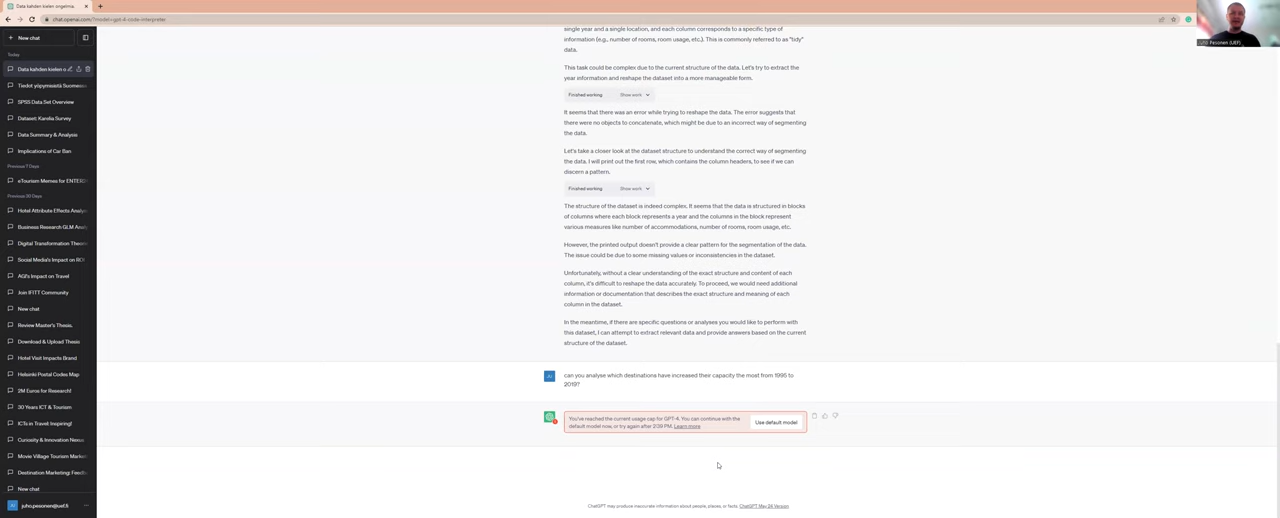 Data kahden kielen orgelmia.
chat.openai.com/?model=gpt-4-code-interpreter
New chat
Today
Data kahden kielen o
Tiedot yöpymeestä Suomess
SPSS Data Set Overview
Dataset: Karelia Survey
Data Summary & Analysis
Implications of Car Ban
Previous 7 Days
eTourism Memes for ENTER2
Previous 30 Days
Hotel Attribute Effects Analys
Business Research GLM Anal
Digital Transformation Theor
Social Media's Impact on ROI
AGI's Impact on Travel
Join IFITT Community
New chat
Review Master's Thesis.
Download & Upload Thesis
Hotel Visit Impacts Brand
Helsinki Postal Codes Map
2M Euros for Research!
30 Years ICT & Tourism
ICTs in Travel: Inspiring!
Curiosity & Innovation Nexus
Movie Village Tourism Market
Destination Marketing: Feedb
New chat
juho.pesonen@uef.fi
single year and a single location, and each column corresponds to a specific type of
information (e.g., number of rooms, room usage, etc.). This is commonly referred to as "tidy"
data.
This task could be complex due to the current structure of the data. Let's try to extract the
year information and reshape the dataset into a more manageable form.
Finished working Show work
It seems that there was an error while trying to reshape the data. The error suggests that
there were no objects to concatenate, which might be due to an incorrect way of segmenting
the data.
Let's take a closer look at the dataset structure to understand the correct way of segmenting
the data. I will print out the first row, which contains the column headers, to see if we can
discern a pattern.
Finished working Show work
The structure of the dataset is indeed complex. It seems that the data is structured in blocks
of columns where each block represents a year and the columns in the block represent
various measures like number of accommodations, number of rooms, room usage, etc.
However, the printed output doesn't provide a clear pattern for the segmentation of the data.
The issue could be due to some missing values or inconsistencies in the dataset.
Unfortunately, without a clear understanding of the exact structure and content of each
column, it's difficult to reshape the data accurately. To proceed, we would need additional
information or documentation that describes the exact structure and meaning of each
column in the dataset.
In the meantime, if there are specific questions or analyses you would like to perform with
this dataset, I can attempt to extract relevant data and provide answers based on the current
structure of the dataset.
can you analyse which destinations have increased their capacity the most from 1995 to
2019?
You've reached the current usage cap for GPT-4. You can continue with the
default model now, or try again after 2:39 PM. Learn more
Use default model
ChatGPT may produce inaccurate information about people, places, or facts. ChatGPT May 24 Version
Pesonen (UEF)